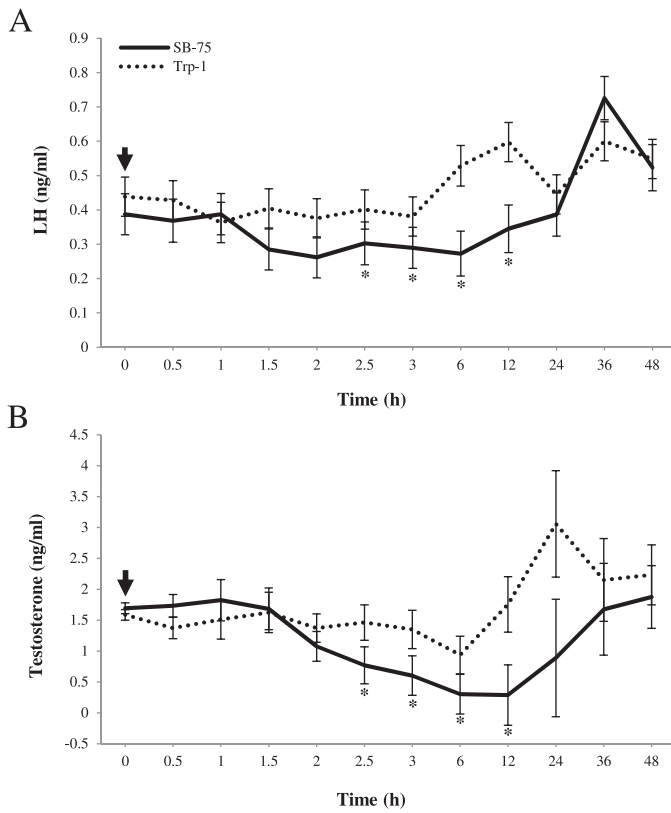 A
SB-75
Trp-1
0.9
0.8
0.7
0.6
0.5
0.4
0.3
0.2
0.1
0
LH (ng/ml)
* * * *
0 0.5 1 1.5 2 2.5 3 6 12 24 36 48
Time (h)
B
4.5
4
3.5
3
2.5
2
1.5
1
0.5
0
-0.5
Testosterone (ng/ml)
* * * *
0 0.5 1 1.5 2 2.5 3 6 12 24 36 48
Time (h)